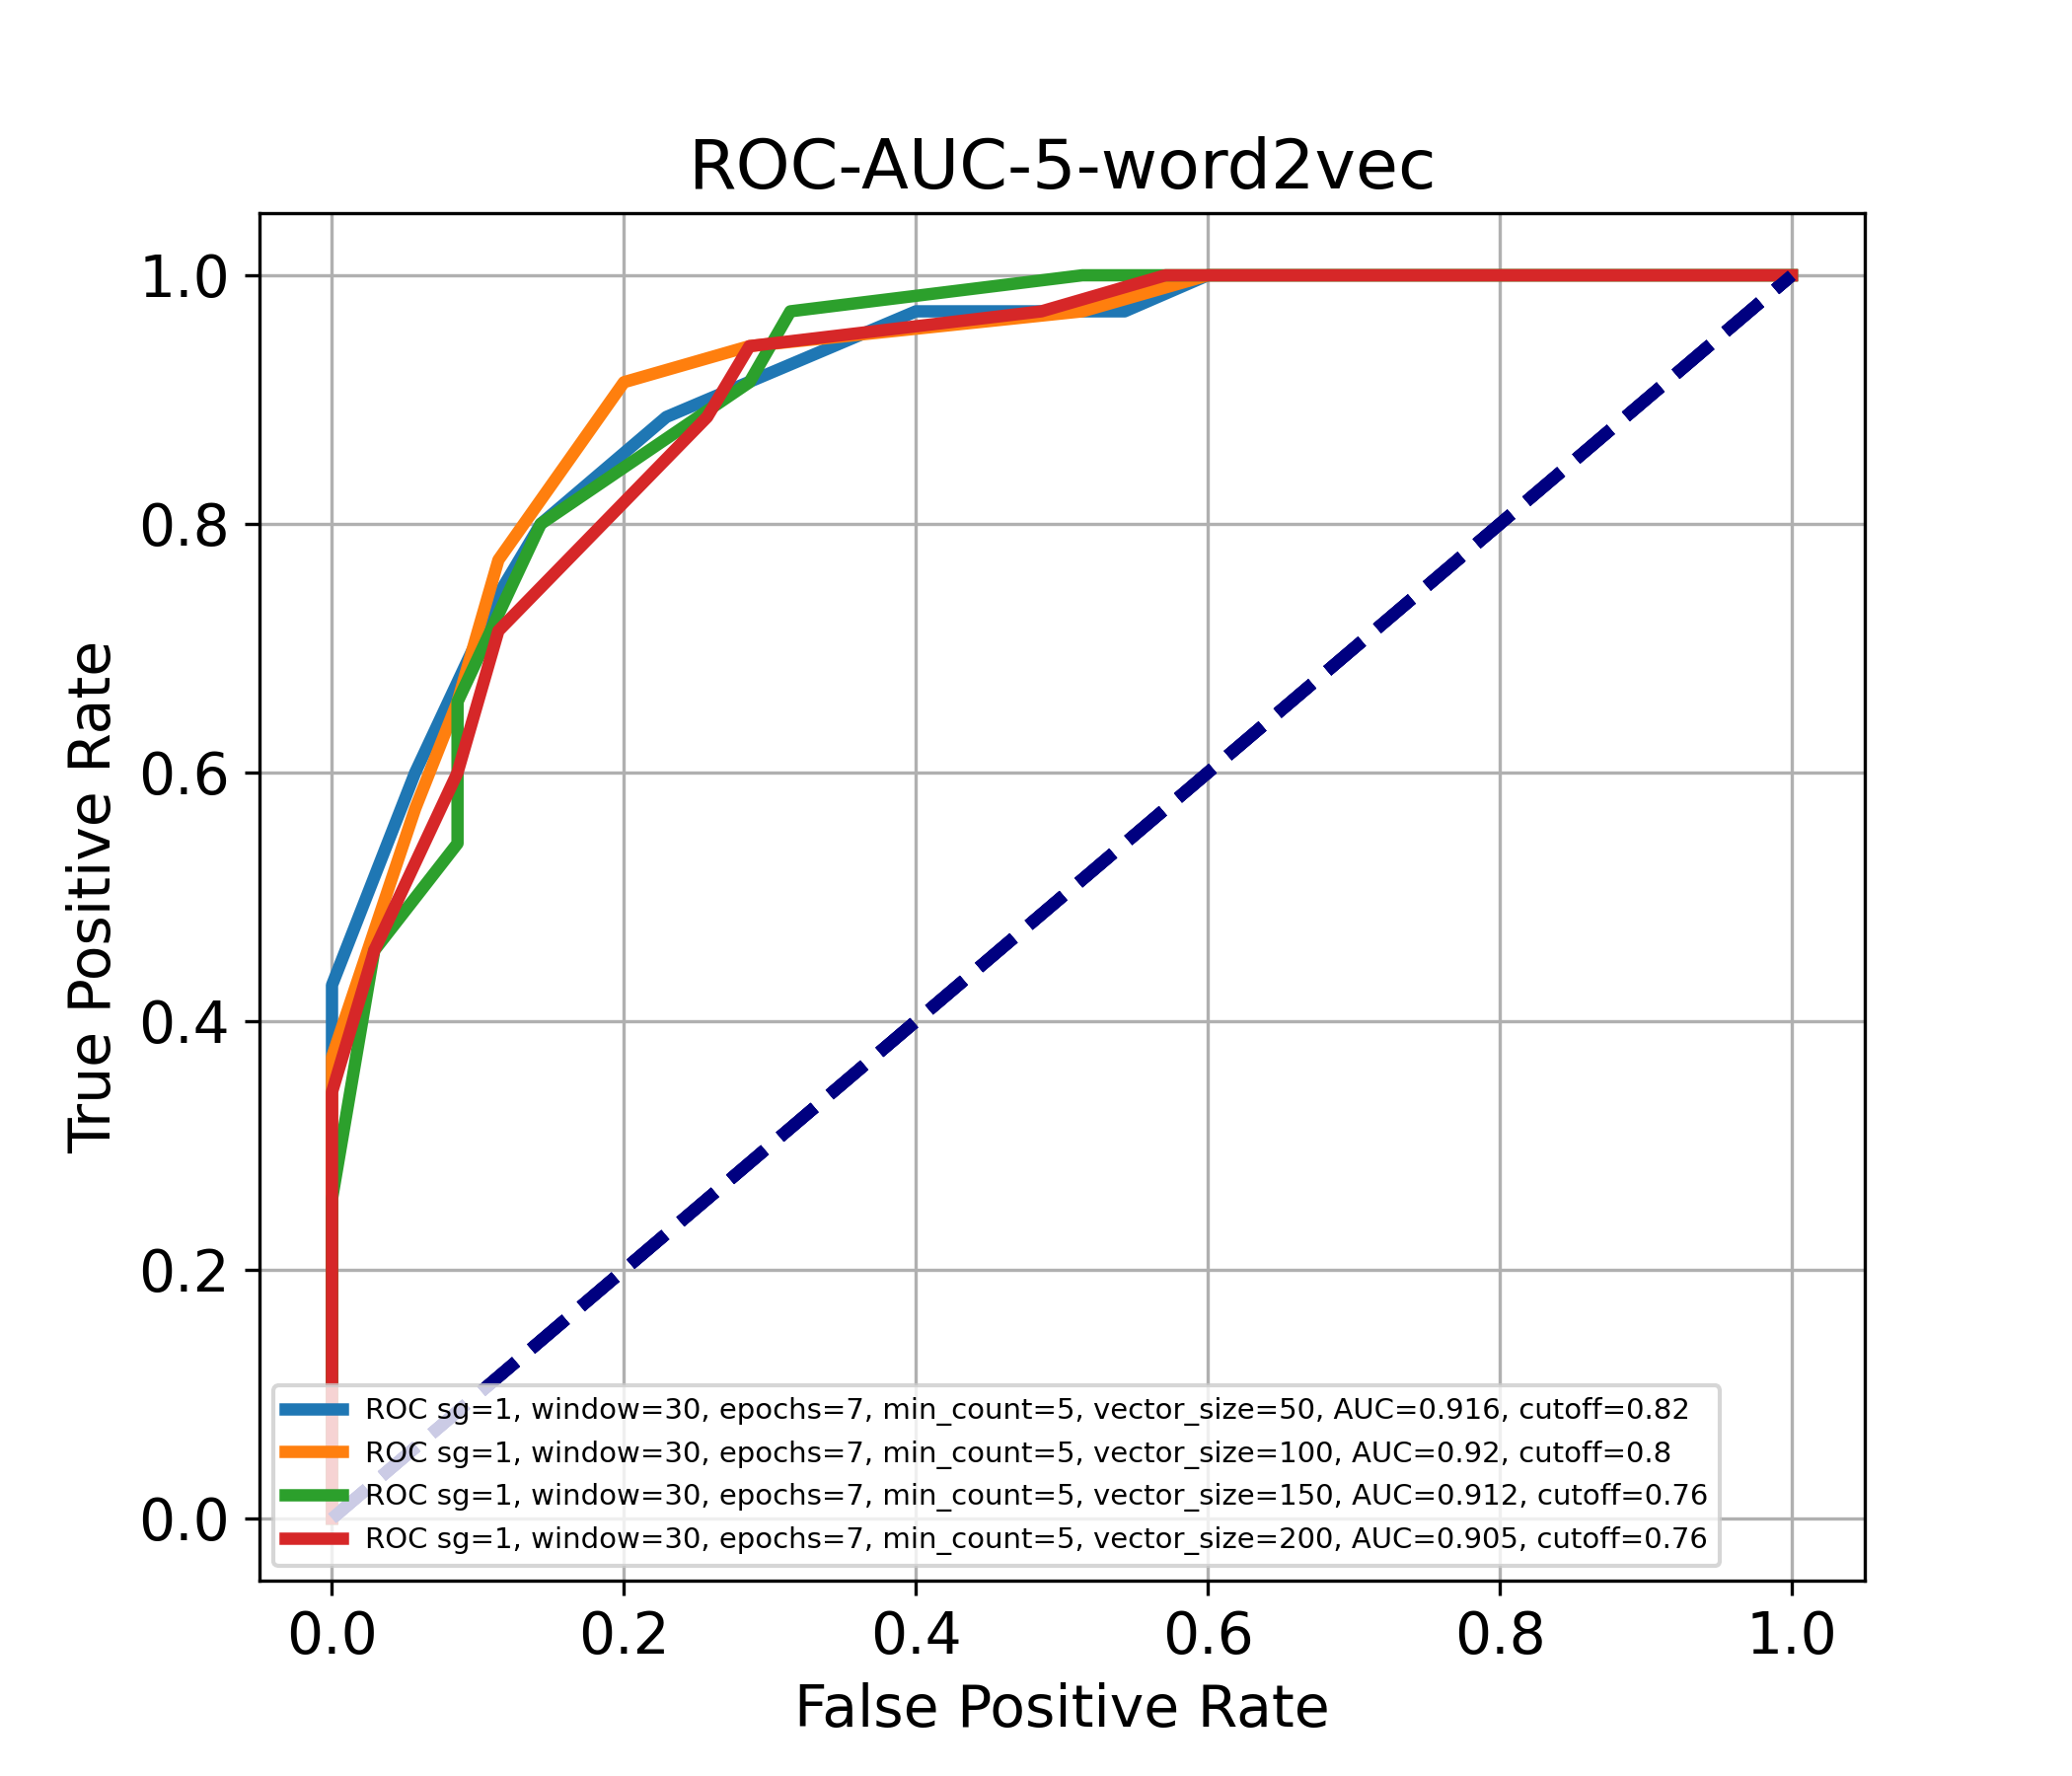 ROC-AUC-5-word2vec
1.0
0.8
0.6
0.4
0.2
0.0
True Positive Rate
ROC sg=1, window=30, epochs=7, min_count=5, vector_size=50, AUC=0.916, cutoff=0.82
ROC sg=1, window=30, epochs=7, min_count=5, vector_size=100, AUC=0.92, cutoff=0.8
ROC sg=1, window=30, epochs=7, min_count=5, vector_size=150, AUC=0.912, cutoff=0.76
ROC sg=1, window=30, epochs=7, min_count=5, vector_size=200, AUC=0.905, cutoff=0.76
0.0 0.2 0.4 0.6 0.8 1.0
False Positive Rate